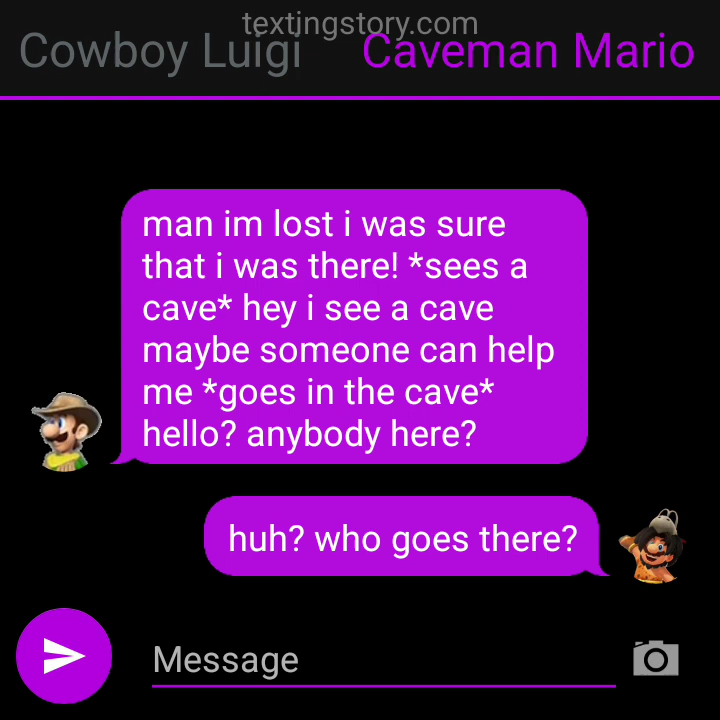 textingstory.com
Cowboy Luigi Caveman Mario
man im lost i was sure
that i was there! *sees a
cave* hey i see a cave
maybe someone can help
me *goes in the cave*
hello? anybody here?
huh? who goes there?
Message